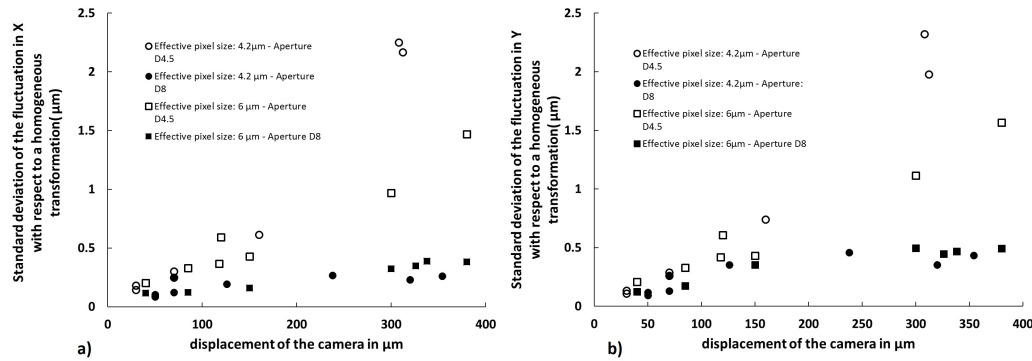 Standard deviation of the fluctuation in X
with respect to a homogeneous
transformation(µm)
2.5
2
1.5
1
0.5
0
0
100
200
300
400
Effective pixel size: 4.2µm - Aperture
D4.5
Effective pixel size: 4.2 µm - Aperture
D8
Effective pixel size: 6 µm - Aperture
D4.5
Effective pixel size: 6 µm - Aperture D8
displacement of the camera in µm
a)
Standard deviation of the fluctuation in Y
with respect to a homogeneous
transformation (µm)
2.5
2
1.5
1
0.5
0
0
50
100
150
200
250
300
350
400
Effective pixel size: 4.2µm - Aperture
D4.5
Effective pixel size: 4.2µm - Aperture:
D8
Effective pixel size: 6µm - Aperture
D4.5
Effective pixel size: 6µm - Aperture D8
displacement of the camera in µm
b)